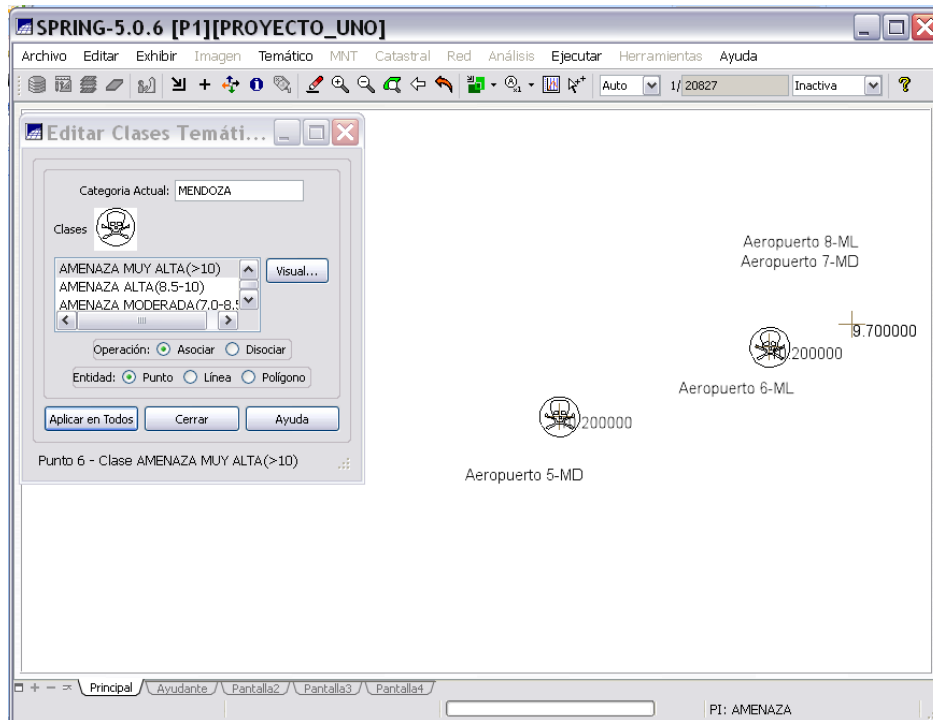 SPRING-5.0.6 [P1][PROYECTO_UNO]
Archivo Editar Exhibir Imagen Temático MNT Catastral Red Análisis Ejecutar Herramientas Ayuda
Auto 1/ 20827 Inactiva
Editar Clases Temáti...
Categoria Actual: MENDOZA
Clases
AMENAZA MUY ALTA(>10)
Visual...
AMENAZA ALTA(8.5-10)
AMENAZA MODERADA(7.0-8.5
Operación: Asociar Disociar
Entidad: Punto Línea Polígono
Aplicar en Todos Cerrar Ayuda
Punto 6 - Clase AMENAZA MUY ALTA(>10)
Aeropuerto 8-ML
Aeropuerto 7-MD
9.700000
.200000
Aeropuerto 6-ML
.200000
Aeropuerto 5-MD
Principal Ayudante Pantalla2 Pantalla3 Pantalla4
PI: AMENAZA